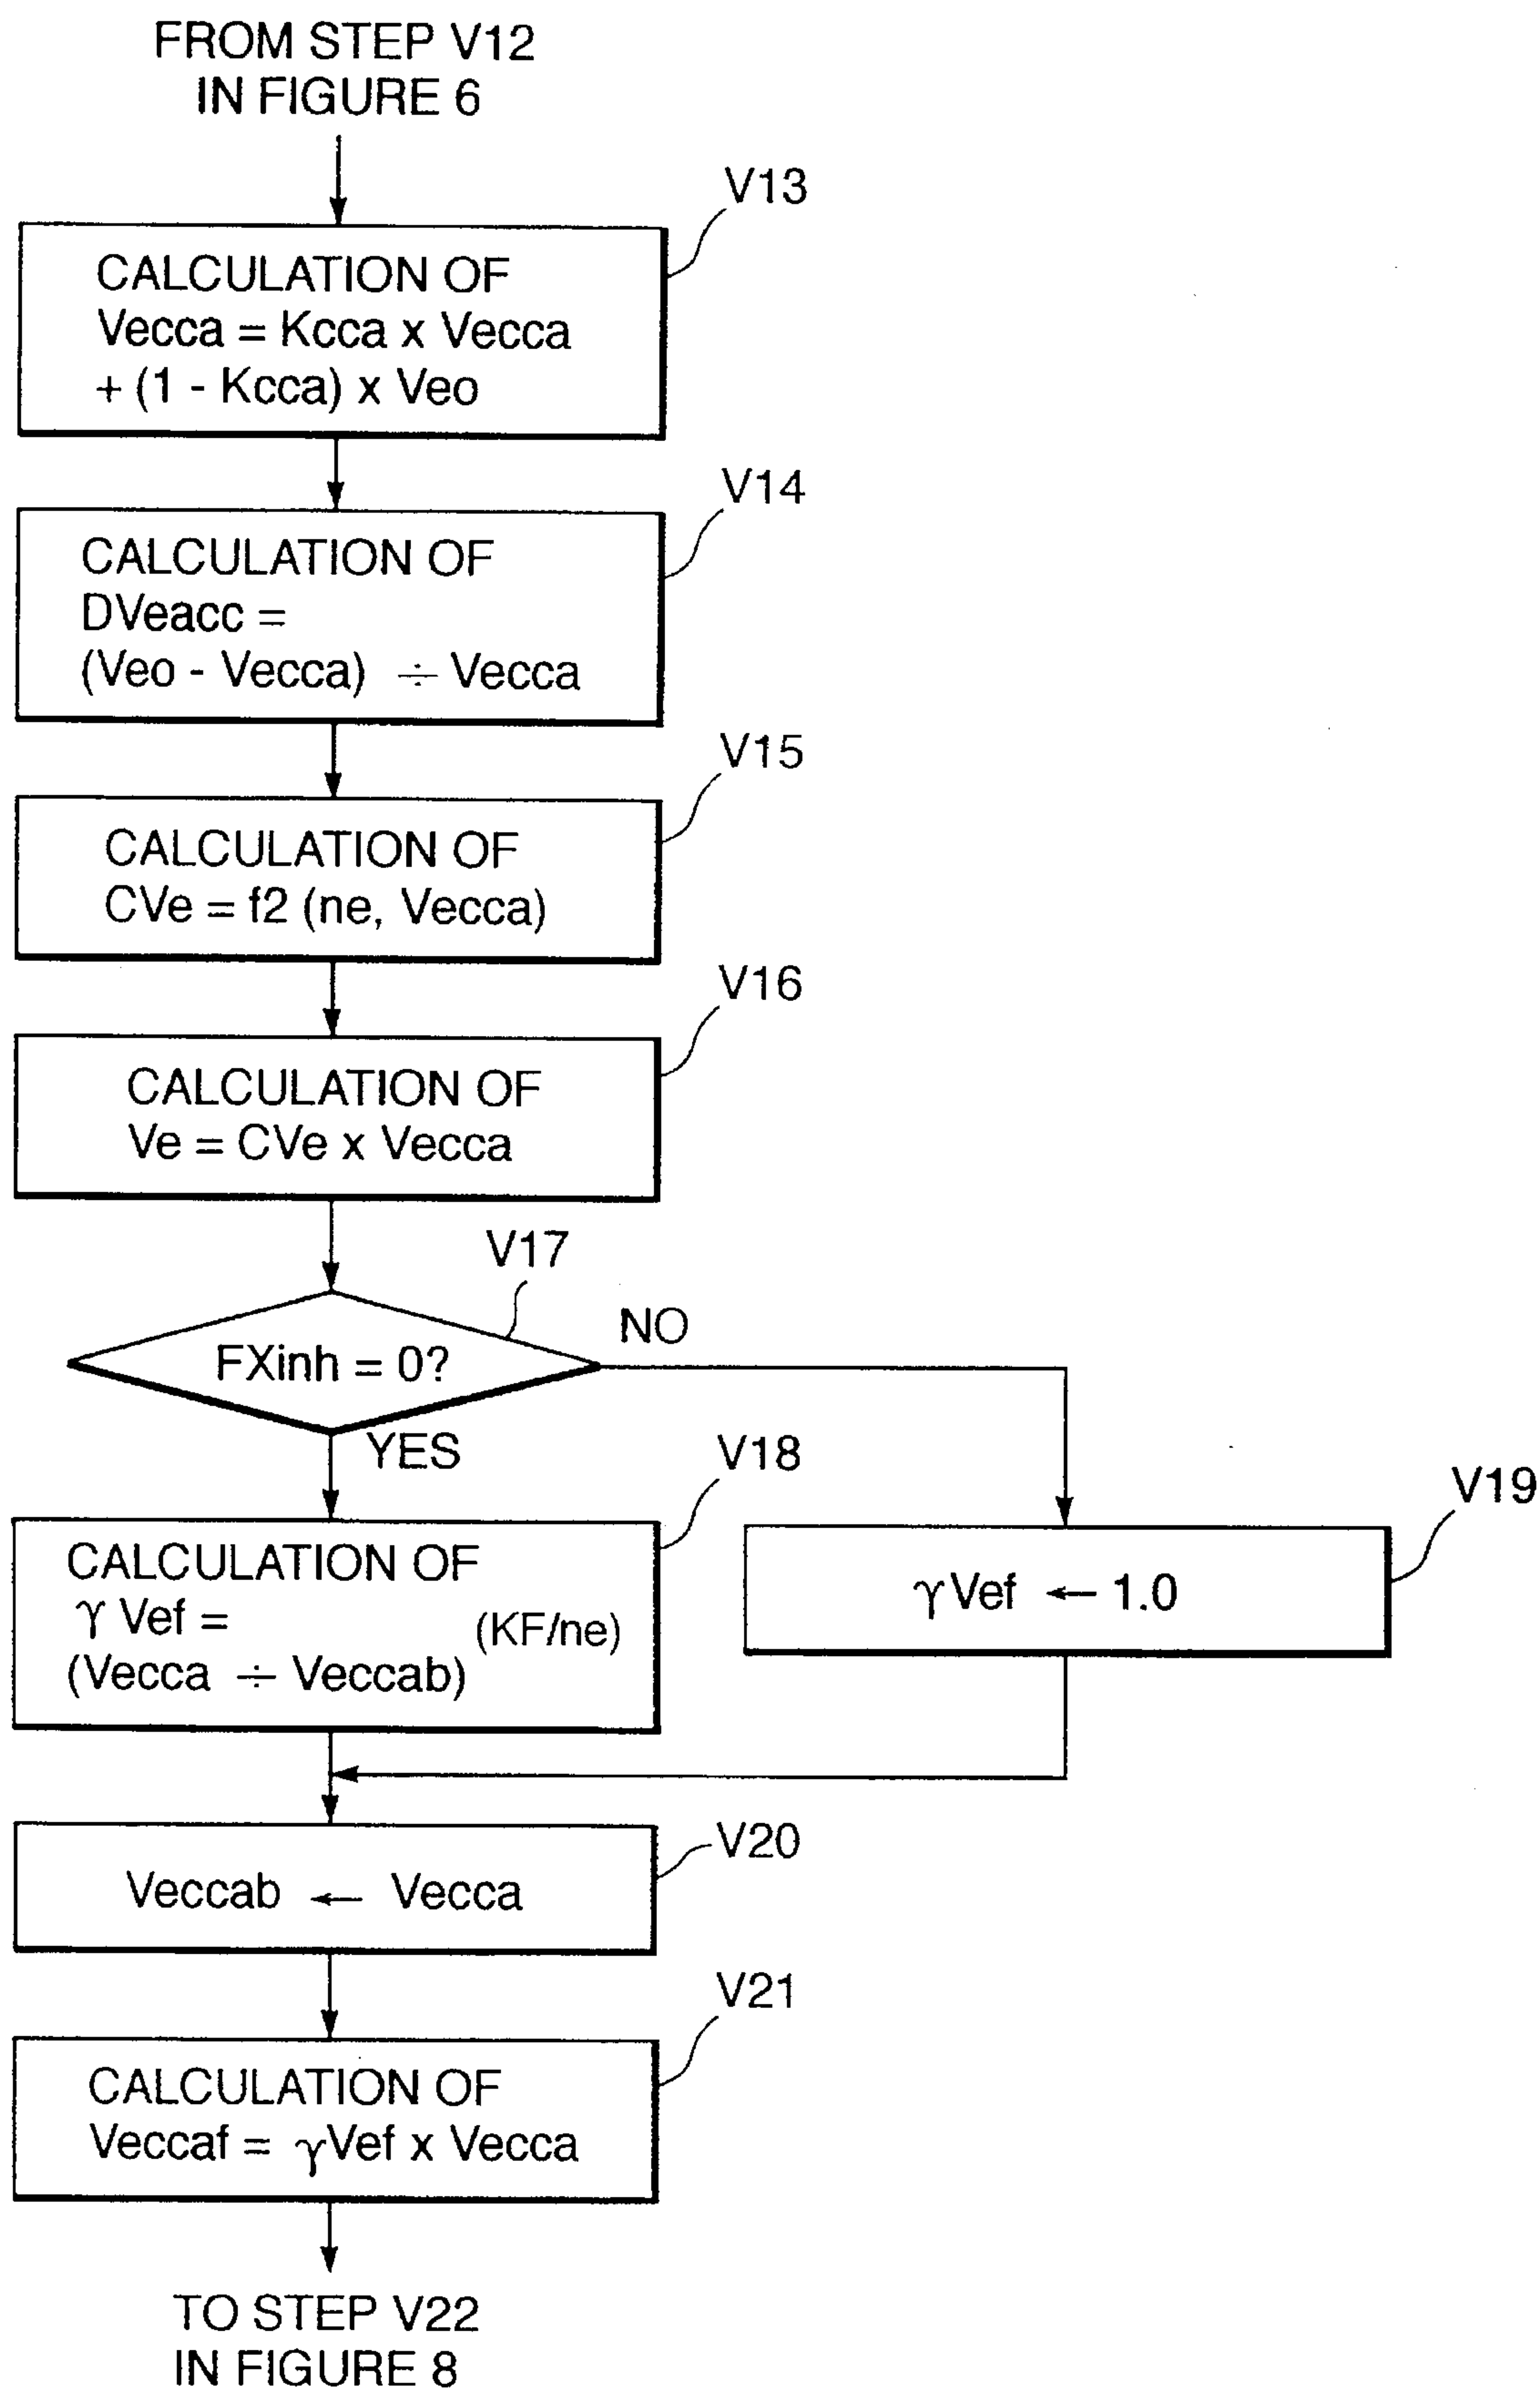 FROM STEP V12
IN FIGURE 6
V13
CALCULATION OF
Vecca = Kcca x Vecca
+ (1 - Kcca) x Veo
V14
CALCULATION OF
DVeacc =
(Veo - Vecca) ÷ Vecca
V15
CALCULATION OF
CVe = f2 (ne, Vecca)
V16
CALCULATION OF
Ve = CVe x Vecca
V17
FXinh = 0?
NO
YES
V18
CALCULATION OF
γ Vef =
(KF/ne)
(Vecca ÷ Veccab)
V19
γVef ← 1.0
V20
Veccab ← Vecca
V21
CALCULATION OF
Veccaf = γVef x Vecca
TO STEP V22
IN FIGURE 8